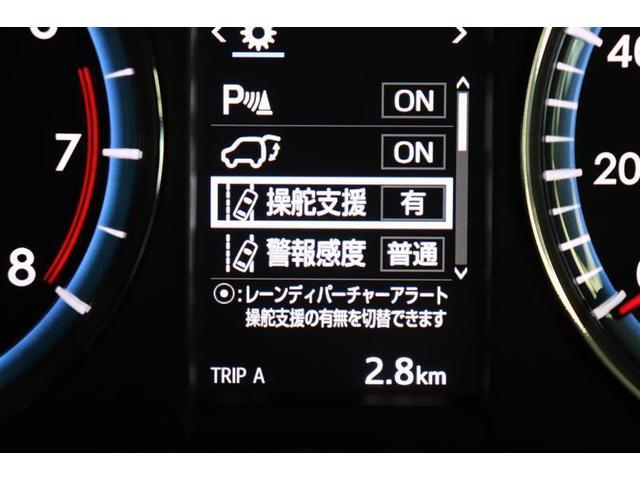 P ON
ON
操舵支援 有
警報感度 普通
⦿:レーンディパーチャーアラート
操舵支援の有無を切替できます
TRIP A 2.8km
7
8
20